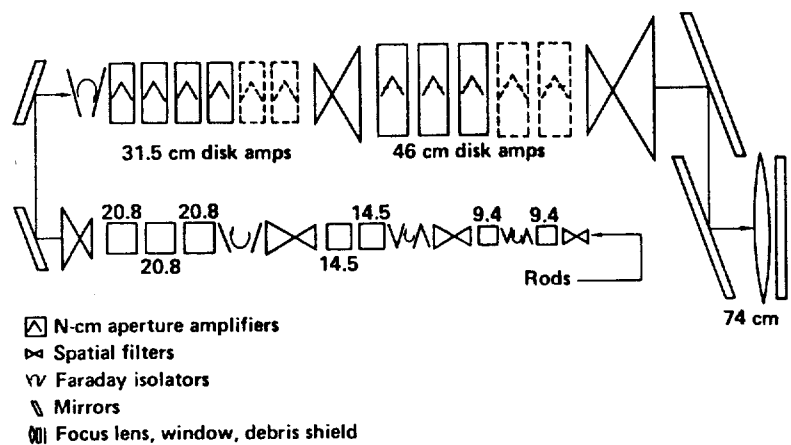 31.5 cm disk amps
46 cm disk amps
20.8
20.8
20.8
14.5
14.5
9.4
9.4
Rods
74 cm
N-cm aperture amplifiers
Spatial filters
Faraday isolators
Mirrors
Focus lens, window, debris shield